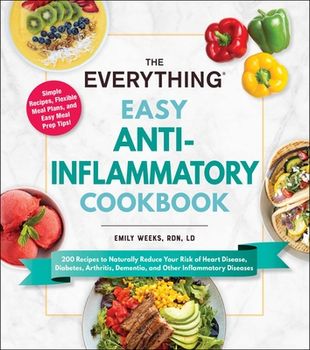 Simple
Recipes, Flexible
Meal Plans, and
Easy Meal
Prep Tips!
THE
EVERYTHING®
EASY
ANTI-
INFLAMMATORY
COOKBOOK
EMILY WEEKS, RDN, LD
200 Recipes to Naturally Reduce Your Risk of Heart Disease,
Diabetes, Arthritis, Dementia, and Other Inflammatory Diseases